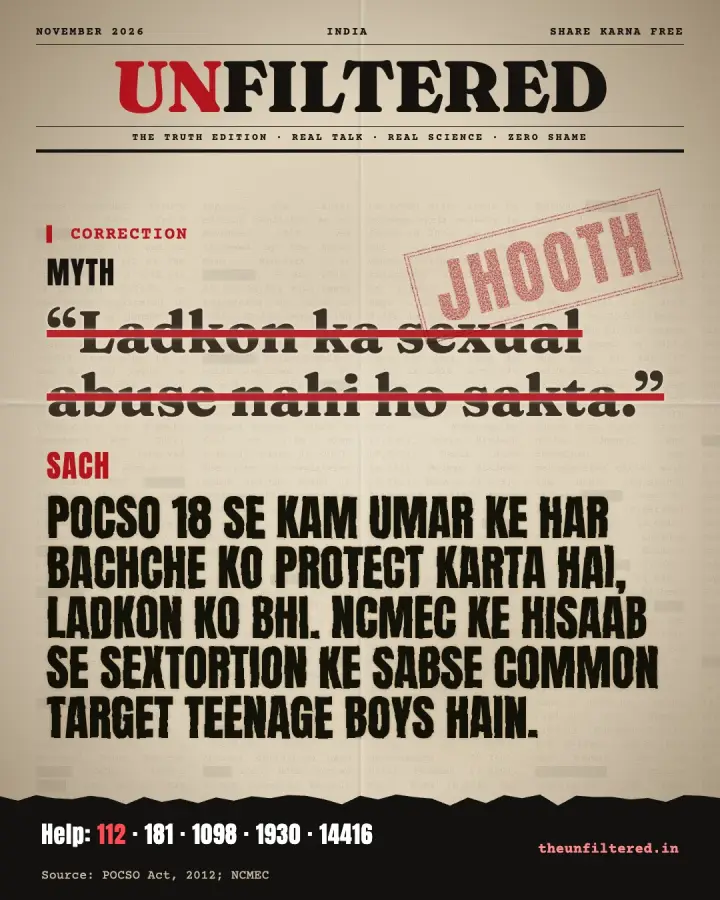 NOVEMBER 2026 INDIA SHARE KARNA FREE
UNFILTERED
THE TRUTH EDITION · REAL TALK · REAL SCIENCE · ZERO SHAME
CORRECTION
JHOOTH
MYTH
“Ladkon ka sexual
abuse nahi ho sakta.”
SACH
POCSO 18 SE KAM UMAR KE HAR
BACHCHE KO PROTECT KARTA HAI,
LADKON KO BHI. NCMEC KE HISAAB
SE SEXTORTION KE SABSE COMMON
TARGET TEENAGE BOYS HAIN.
Help: 112 · 181 · 1098 · 1930 · 14416
theunfiltered.in
Source: POCSO Act, 2012; NCMEC